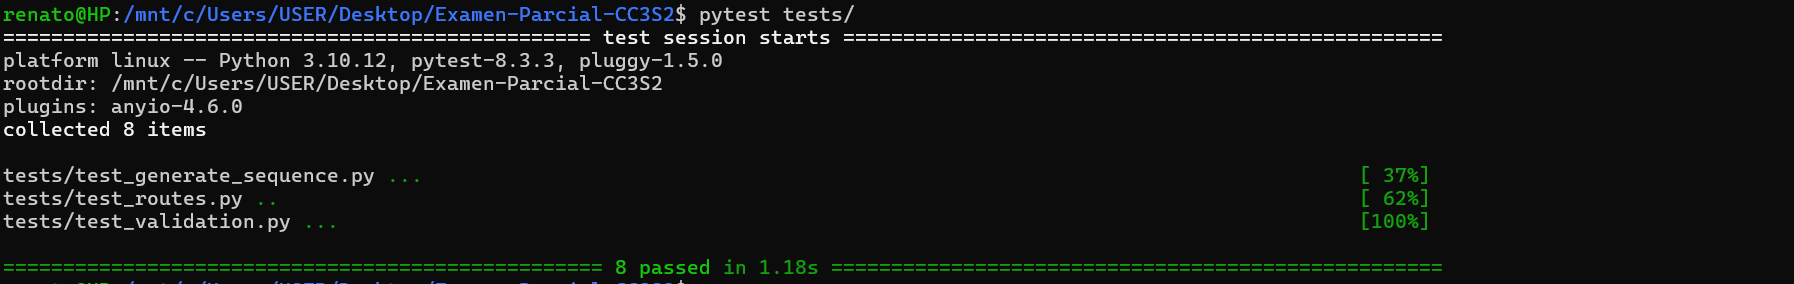 renato@HP:/mnt/c/Users/USER/Desktop/Examen-Parcial-CC3S2$ pytest tests/
================================================= test session starts ==================================================
platform linux -- Python 3.10.12, pytest-8.3.3, pluggy-1.5.0
rootdir: /mnt/c/Users/USER/Desktop/Examen-Parcial-CC3S2
plugins: anyio-4.6.0
collected 8 items
tests/test_generate_sequence.py ... [ 37%]
tests/test_routes.py .. [ 62%]
tests/test_validation.py ... [100%]
================================================== 8 passed in 1.18s ===================================================